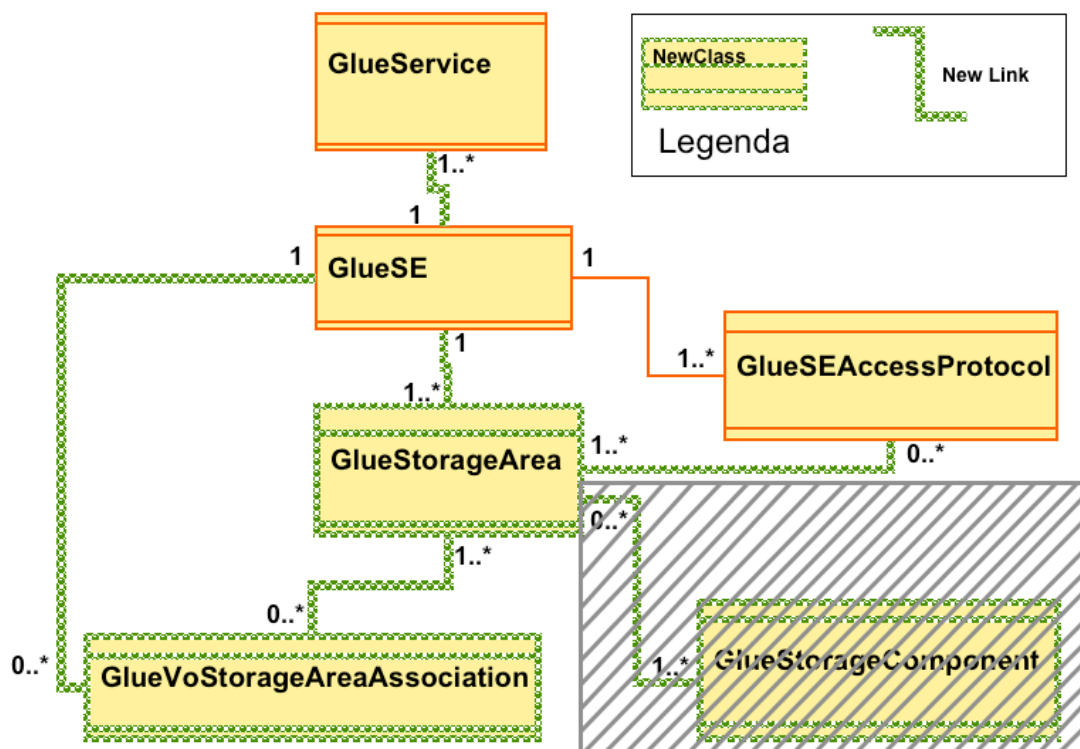 GlueService
NewClass
New Link
Legenda
1..*
1
1
GlueSE
1
1
1..*
GlueSEAccessProtocol
1..*
GlueStorageArea
1..*
0..*
0..*
1..*
0..*
0..*
GlueVoStorageAreaAssociation
1..*
GlueStorageComponent